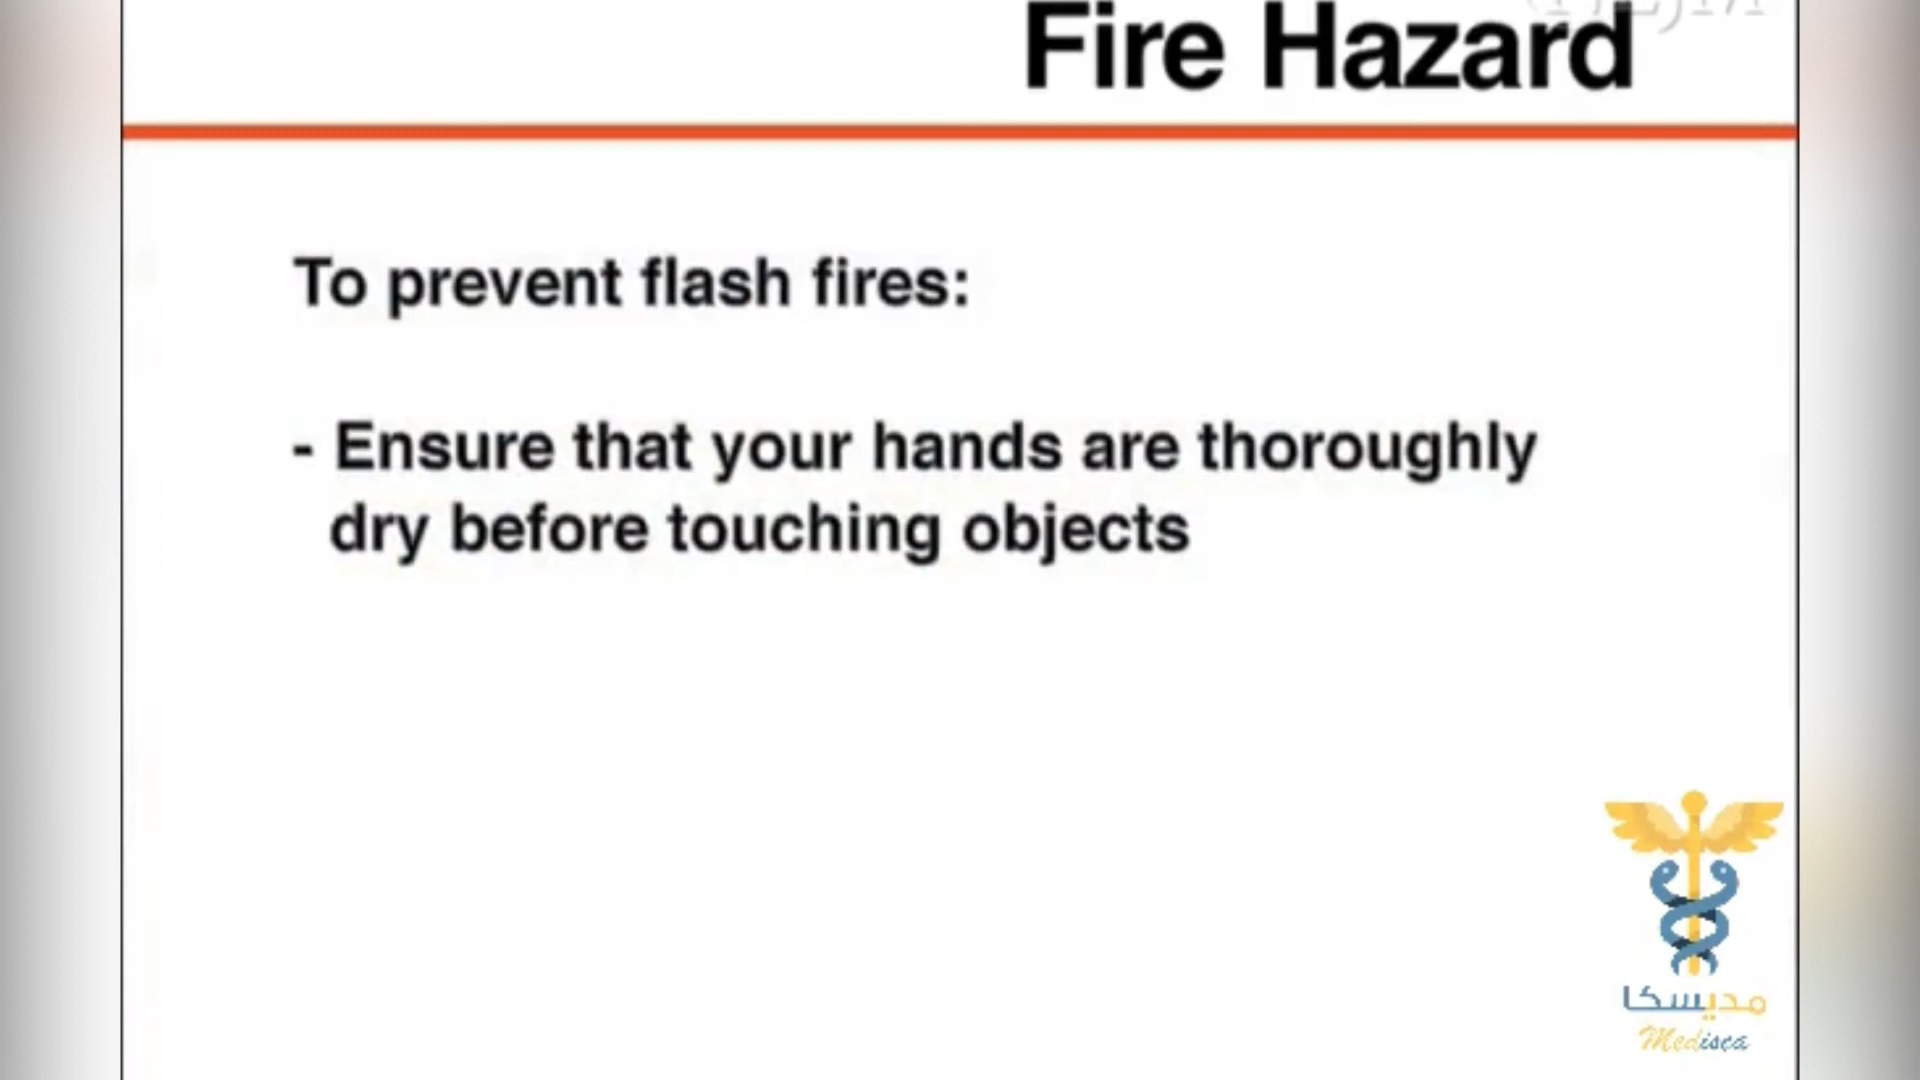 Fire Hazard
To prevent flash fires:
- Ensure that your hands are thoroughly
dry before touching objects
مديسكا
Medisca